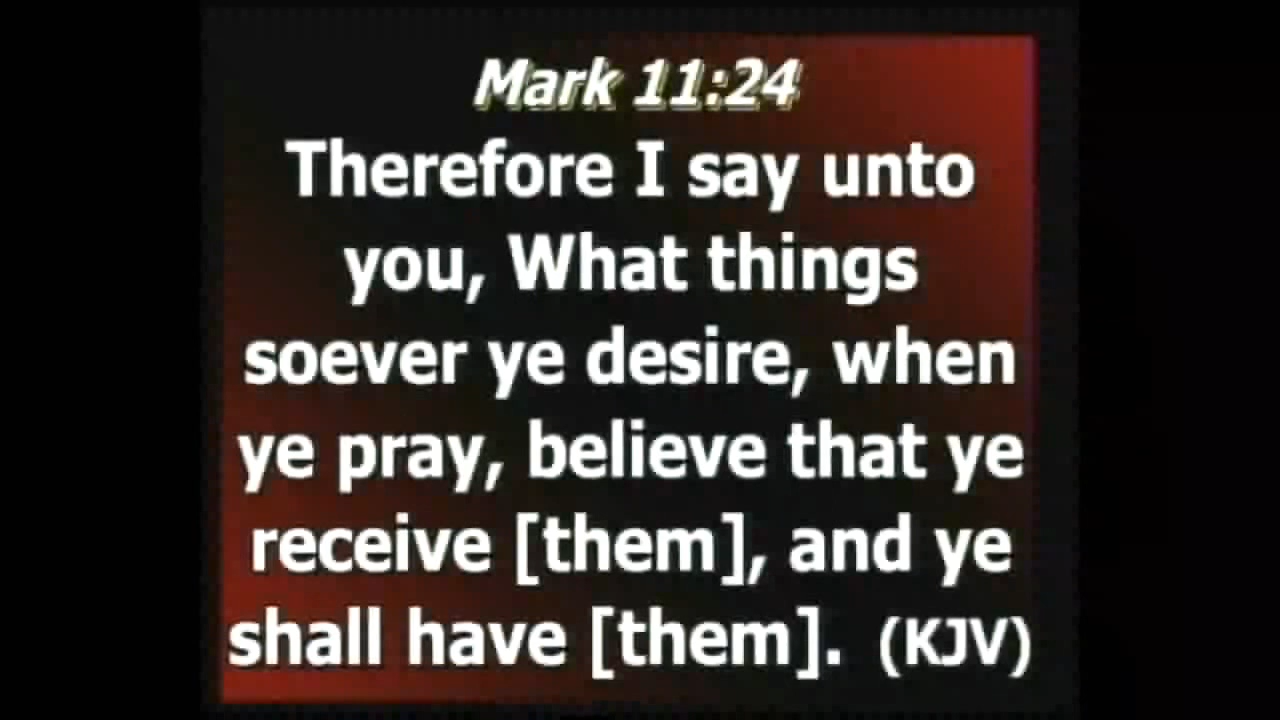 Mark 11:24
Therefore I say unto
you, What things
soever ye desire, when
ye pray, believe that ye
receive [them], and ye
shall have [them]. (KJV)